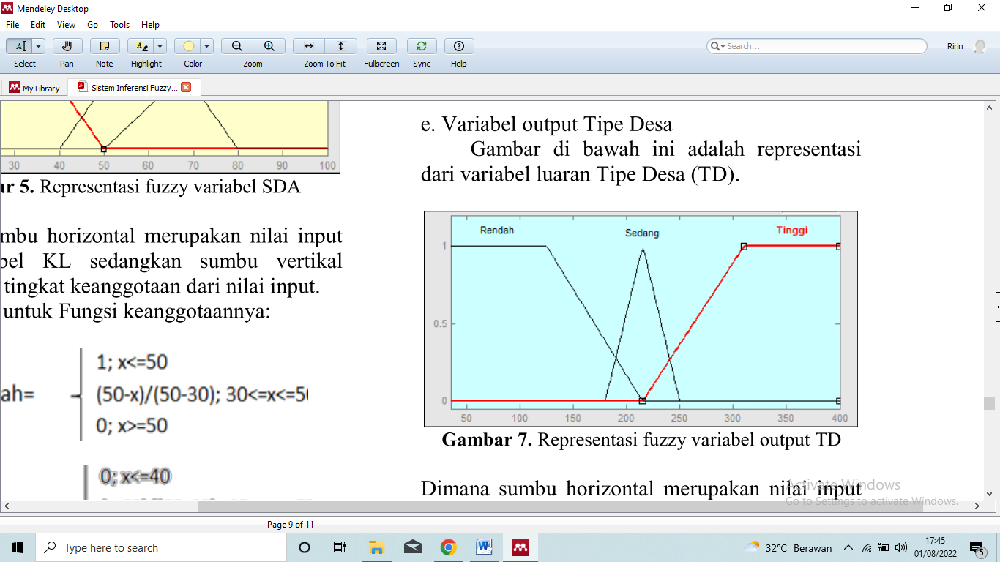 Mendeley Desktop
File Edit View Go Tools Help
Select Pan Note Highlight Color Zoom Zoom To Fit Fullscreen Sync Help
Search...
Ririn
My Library
Sistem Inferensi Fuzzy...
30 40 50 60 70 80 90 100
ar 5. Representasi fuzzy variabel SDA
mbu horizontal merupakan nilai input
bel KL sedangkan sumbu vertikal
tingkat keanggotaan dari nilai input.
untuk Fungsi keanggotaannya:
1; x<=50
ah= (50-x)/(50-30); 30<=x<=50
0; x>=50
0; x<=40
e. Variabel output Tipe Desa
Gambar di bawah ini adalah representasi
dari variabel luaran Tipe Desa (TD).
Rendah Sedang Tinggi
1
0.5
0
50 100 150 200 250 300 350 400
Gambar 7. Representasi fuzzy variabel output TD
Dimana sumbu horizontal merupakan nilai input
Activate Windows
Go to Settings to activate Windows.
Page 9 of 11
Type here to search
32°C Berawan
17:45
01/08/2022
5